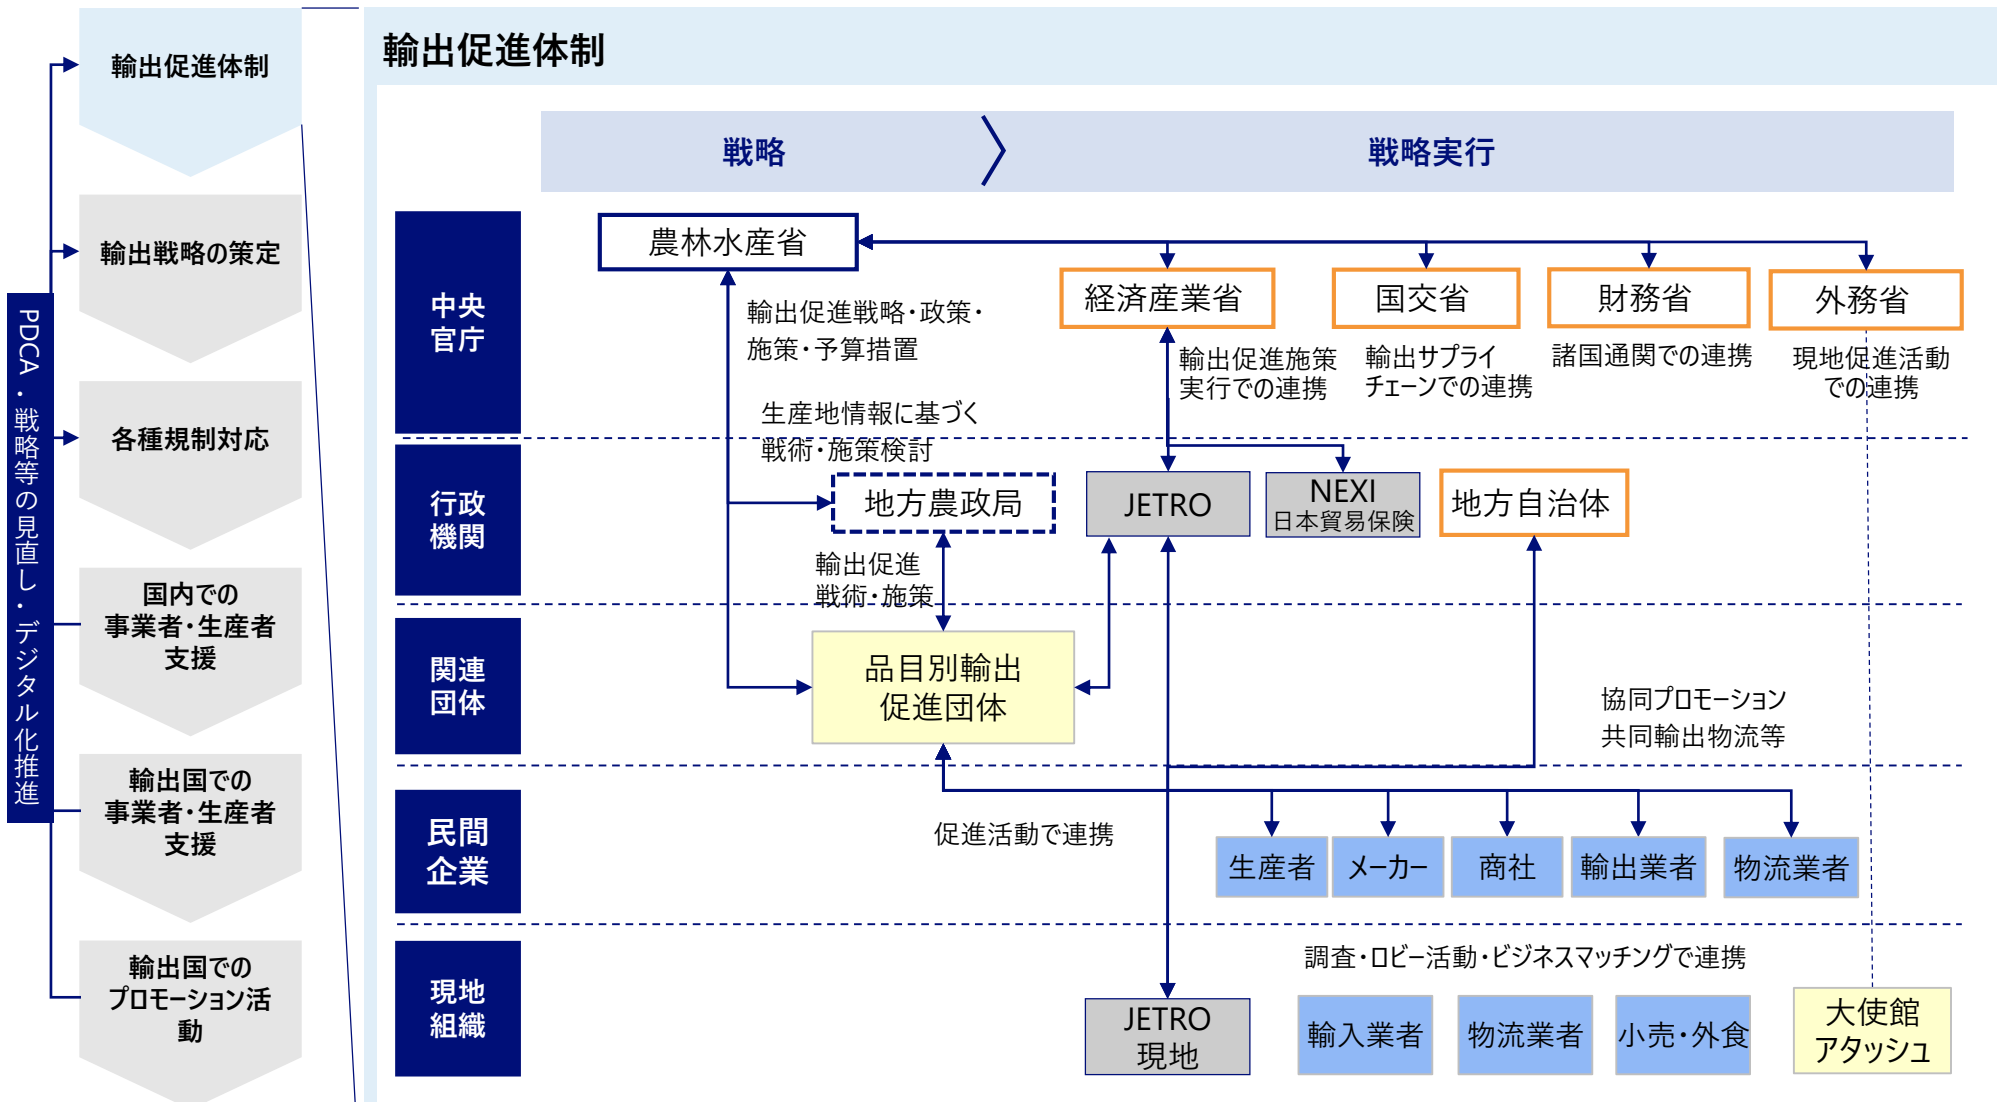 輸出促進体制
輸出戦略の策定
各種規制対応
国内での
事業者・生産者
支援
輸出国での
事業者・生産者
支援
輸出国での
プロモーション活
動
PDCA・戦略等の見直し・デジタル化推進
輸出促進体制
戦略
戦略実行
中央
官庁
農林水産省
経済産業省
国交省
財務省
外務省
輸出促進戦略・政策・
施策・予算措置
輸出促進施策
実行での連携
輸出サプライ
チェーンでの連携
諸国通関での連携
現地促進活動
での連携
生産地情報に基づく
戦術・施策検討
行政
機関
地方農政局
JETRO
NEXI
日本貿易保険
地方自治体
輸出促進
戦術・施策
関連
団体
品目別輸出
促進団体
協同プロモーション
共同輸出物流等
民間
企業
促進活動で連携
生産者
メーカー
商社
輸出業者
物流業者
現地
組織
調査・ロビー活動・ビジネスマッチングで連携
JETRO
現地
輸入業者
物流業者
小売・外食
大使館
アタッシュ